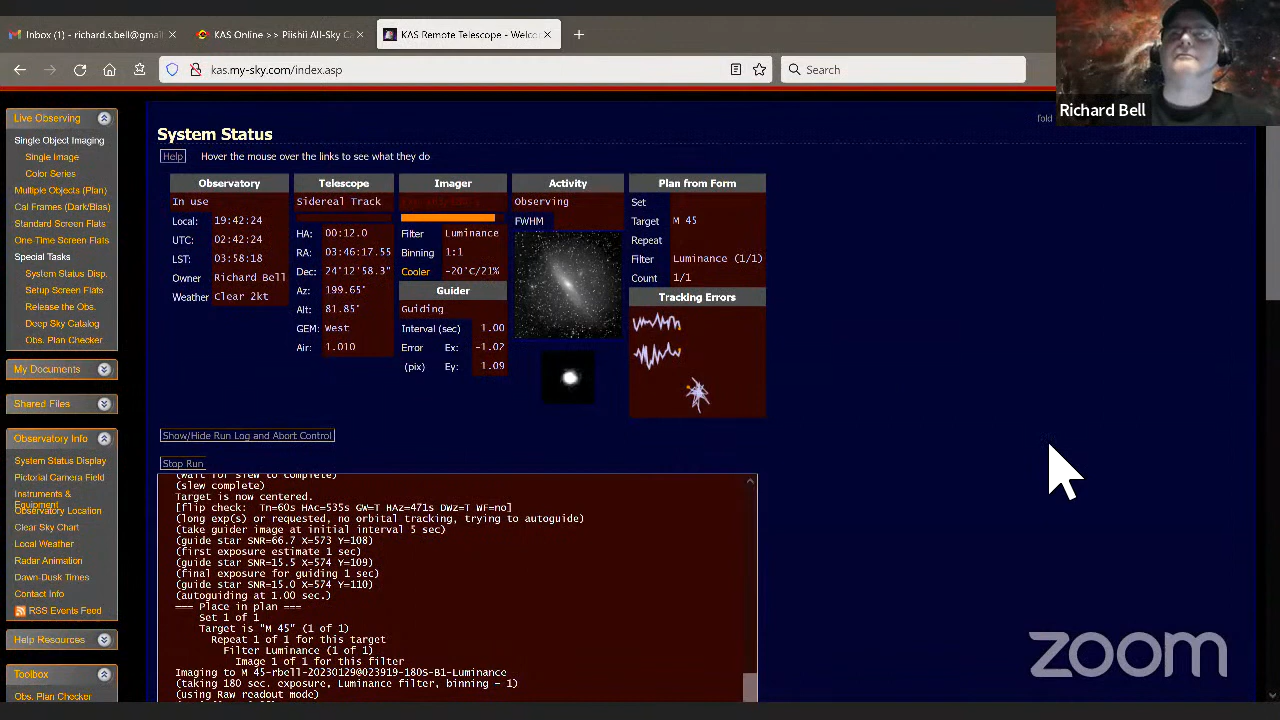 Inbox (1) - richard.s.bell@gmai
KAS Online >> Piishii All-Sky Ca
KAS Remote Telescope - Welcom
kas.my-sky.com/index.asp
Search
Richard Bell
Live Observing
Single Object Imaging
Single Image
Color Series
Multiple Objects (Plan)
Cal Frames (Dark/Bias)
Standard Screen Flats
One Time Screen Flats
Special Tasks
System Status Disp.
Setup Screen Flats
Release the Obs.
Deep Sky Catalog
Obs. Plan Checker
My Documents
Shared Files
Observatory Info
System Status Display
Pictorial Camera Field
Instruments &
Equipment
Observatory Location
Clear Sky Chart
Local Weather
Radar Animation
Dawn-Dusk Times
Contact Info
RSS Events Feed
Help Resources
Toolbox
Obs. Plan Checker
fold
System Status
Help Hover the mouse over the links to see what they do
Observatory
In use
Local: 19:42:24
UTC: 02:42:24
LST: 03:58:18
Owner Richard Bell
Weather Clear 2kt
Telescope
Sidereal Track
HA: 00:12.0
RA: 03:46:17.55
Dec: 24°12'58.3"
Az: 199.65°
Alt: 81.85°
GEM: West
Air: 1.010
Imager
Filter Luminance
Binning 1:1
Cooler -20°C/21%
Guider
Guiding
Interval (sec) 1.00
Error Ex: -1.02
(pix) Ey: 1.09
Activity
Observing
FWHM
Plan from Form
Set
Target M 45
Repeat
Filter Luminance (1/1)
Count 1/1
Tracking Errors
Show/Hide Run Log and Abort Control
Stop Run
(wait for slew to complete)
(slew complete)
Target is now centered.
[flip check: Tn=60s HAc=535s GW=T HAz=471s DWz=T WF=no]
(long exp(s) or requested, no orbital tracking, trying to autoguide)
(take guider image at initial interval 5 sec)
(guide star SNR=66.7 X=573 Y=108)
(first exposure estimate 1 sec)
(guide star SNR=15.5 X=574 Y=109)
(final exposure for guiding 1 sec)
(guide star SNR=15.0 X=574 Y=110)
(autoguiding at 1.00 sec.)
=== Place in plan ===
Set 1 of 1
Target is "M 45" (1 of 1)
Repeat 1 of 1 for this target
Filter Luminance (1 of 1)
Image 1 of 1 for this filter
Imaging to M 45-rbell-20230129@023919-180S-B1-Luminance
(taking 180 sec. exposure, Luminance filter, binning = 1)
(using Raw readout mode)
zoom